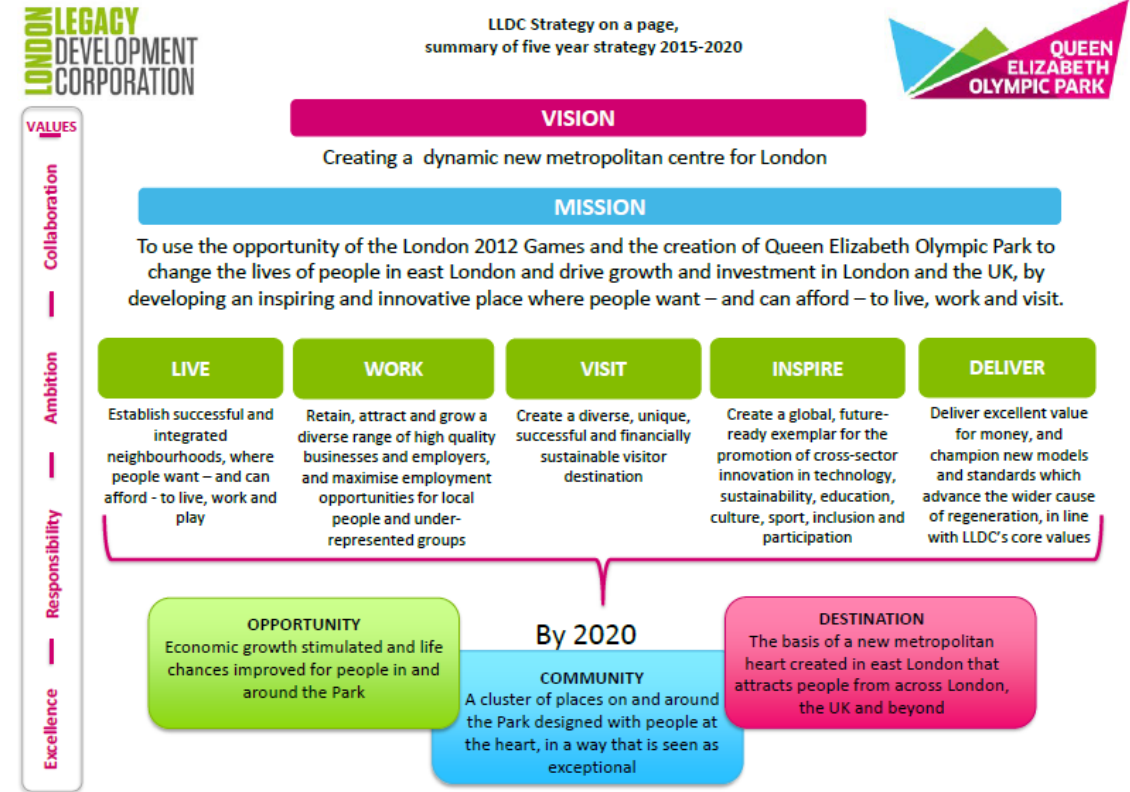 LONDON
LEGACY
DEVELOPMENT
CORPORATION
LLDC Strategy on a page,
summary of five year strategy 2015-2020
QUEEN
ELIZABETH
OLYMPIC PARK
VALUES
Collaboration
Ambition
Responsibility
Excellence
VISION
Creating a dynamic new metropolitan centre for London
MISSION
To use the opportunity of the London 2012 Games and the creation of Queen Elizabeth Olympic Park to
change the lives of people in east London and drive growth and investment in London and the UK, by
developing an inspiring and innovative place where people want – and can afford – to live, work and visit.
LIVE
Establish successful and
integrated
neighbourhoods, where
people want – and can
afford - to live, work and
play
WORK
Retain, attract and grow a
diverse range of high quality
businesses and employers,
and maximise employment
opportunities for local
people and under-
represented groups
VISIT
Create a diverse, unique,
successful and financially
sustainable visitor
destination
INSPIRE
Create a global, future-
ready exemplar for the
promotion of cross-sector
innovation in technology,
sustainability, education,
culture, sport, inclusion and
participation
DELIVER
Deliver excellent value
for money, and
champion new models
and standards which
advance the wider cause
of regeneration, in line
with LLDC's core values
By 2020
OPPORTUNITY
Economic growth stimulated and life
chances improved for people in and
around the Park
COMMUNITY
A cluster of places on and around
the Park designed with people at
the heart, in a way that is seen as
exceptional
DESTINATION
The basis of a new metropolitan
heart created in east London that
attracts people from across London,
the UK and beyond